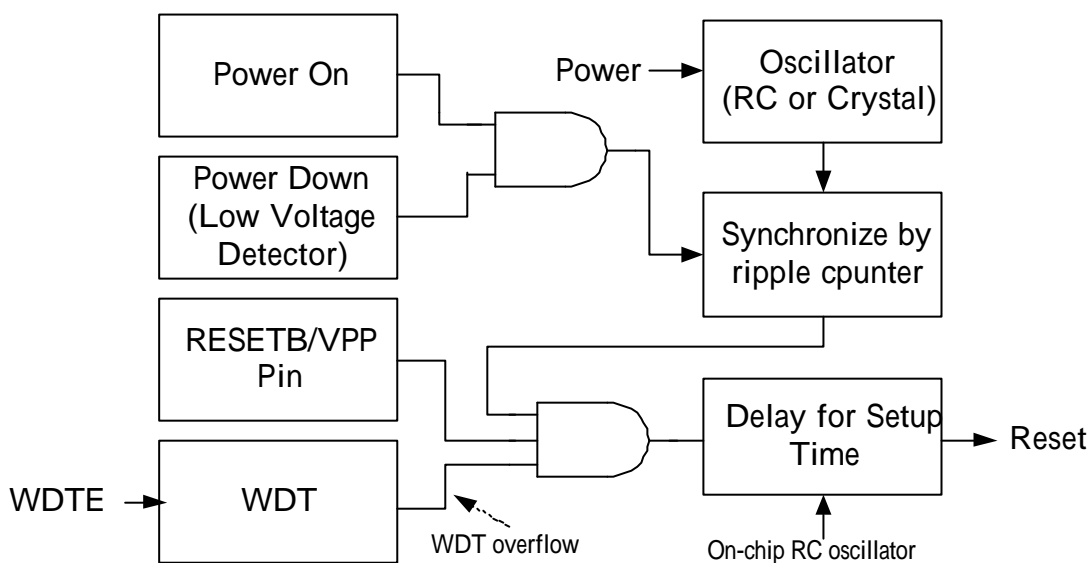 Power On
Power
Oscillator
(RC or Crystal)
Power Down
(Low Voltage
Detector)
Synchronize by
ripple cpunter
RESETB/VPP
Pin
Delay for Setup
Time
Reset
WDTE
WDT
WDT overflow
On-chip RC oscillator